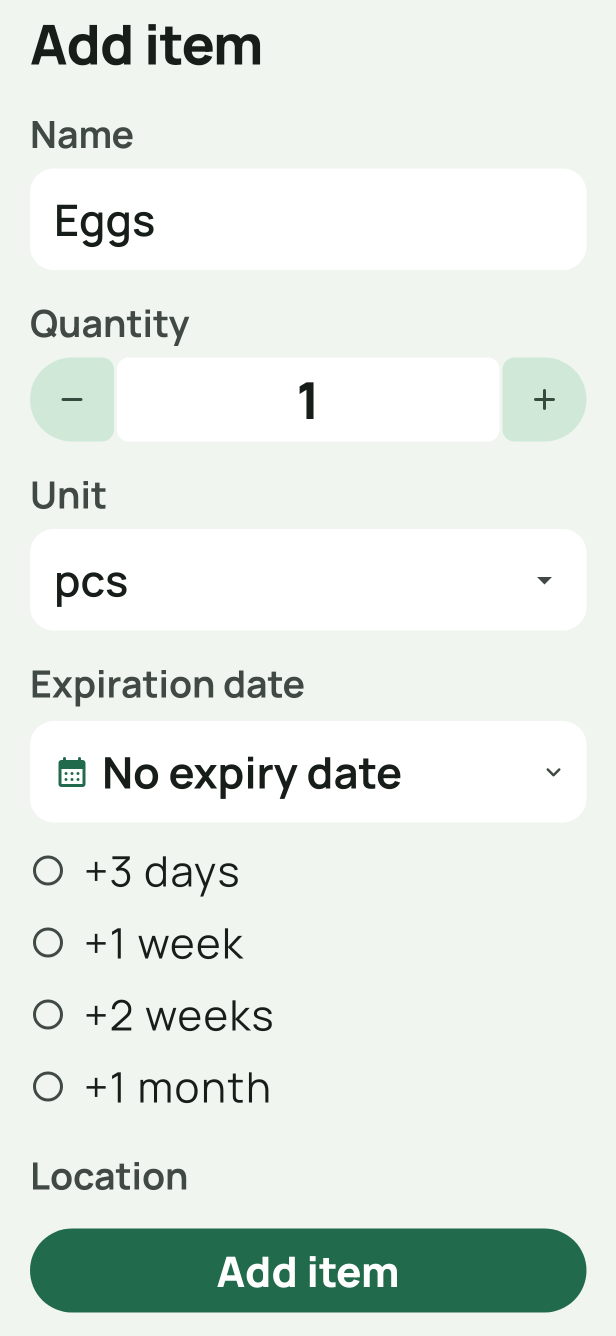 Add item
Name
Eggs
Quantity
− 1 +
Unit
pcs
Expiration date
No expiry date
+3 days
+1 week
+2 weeks
+1 month
Location
Add item